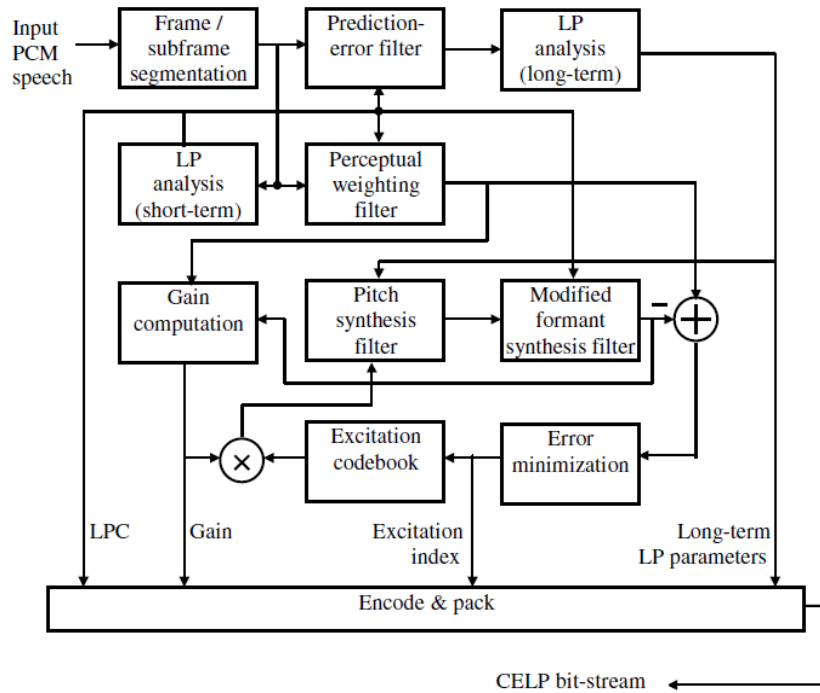 Input
PCM
speech
Frame /
subframe
segmentation
Prediction-
error filter
LP
analysis
(long-term)
LP
analysis
(short-term)
Perceptual
weighting
filter
Gain
computation
Pitch
synthesis
filter
Modified
formant
synthesis filter
−
+
×
Excitation
codebook
Error
minimization
LPC
Gain
Excitation
index
Long-term
LP parameters
Encode & pack
CELP bit-stream